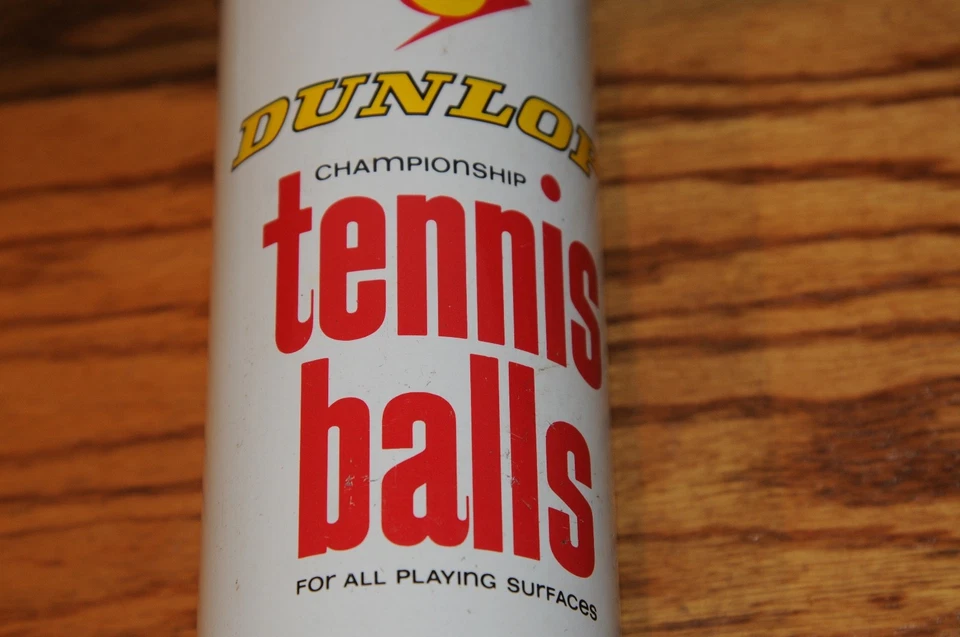 DUNLOP
CHAMPIONSHIP
tennis
balls
FOr ALL PLAYING SUrFACeS